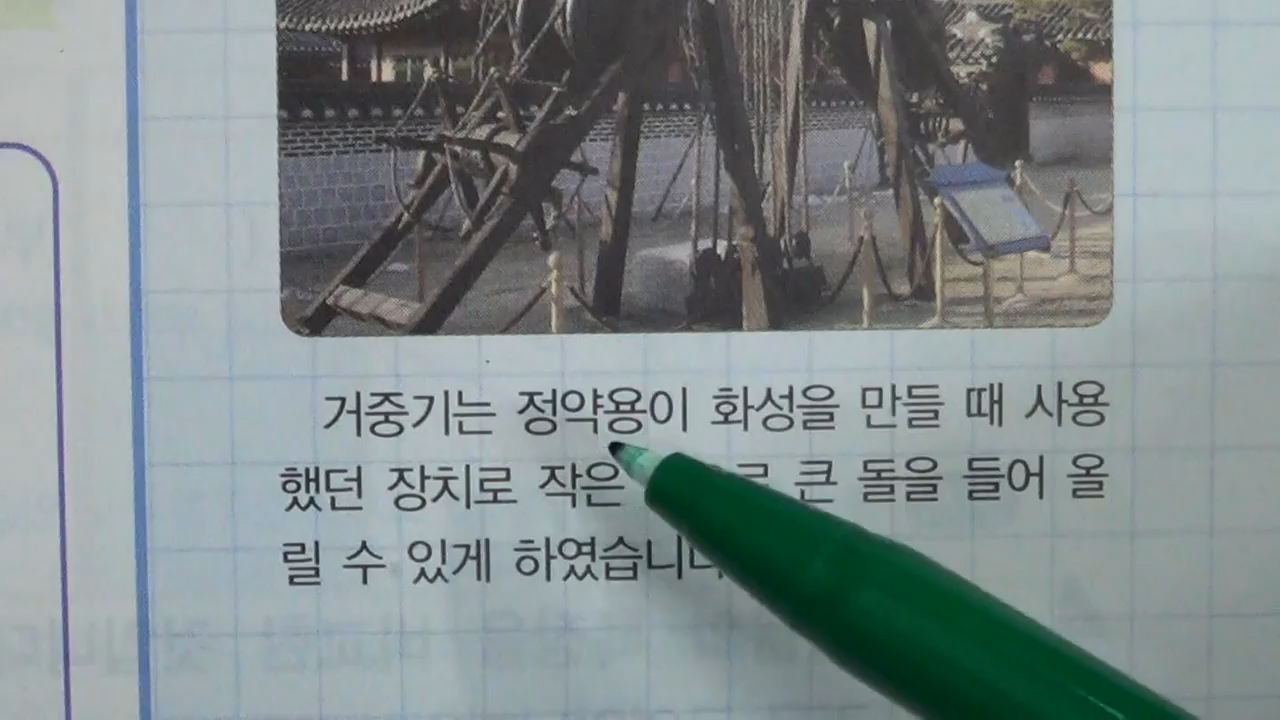 거중기는 정약용이 화성을 만들 때 사용
했던 장치로 작은 큰 돌을 들어 올
릴 수 있게 하였습니다